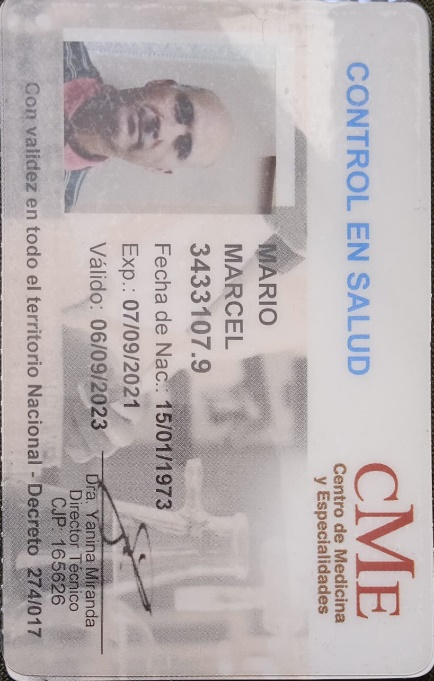 CONTROL EN SALUD
CME
Centro de Medicina
y Especialidades
MARIO
MARCEL
3433107.9
Fecha de Nac.: 15/01/1973
Exp.: 07/09/2021
Válido: 06/09/2023
Dra. Yanina Miranda
Director Técnico
CJP. 165626
Con validez en todo el territorio Nacional - Decreto 274/017